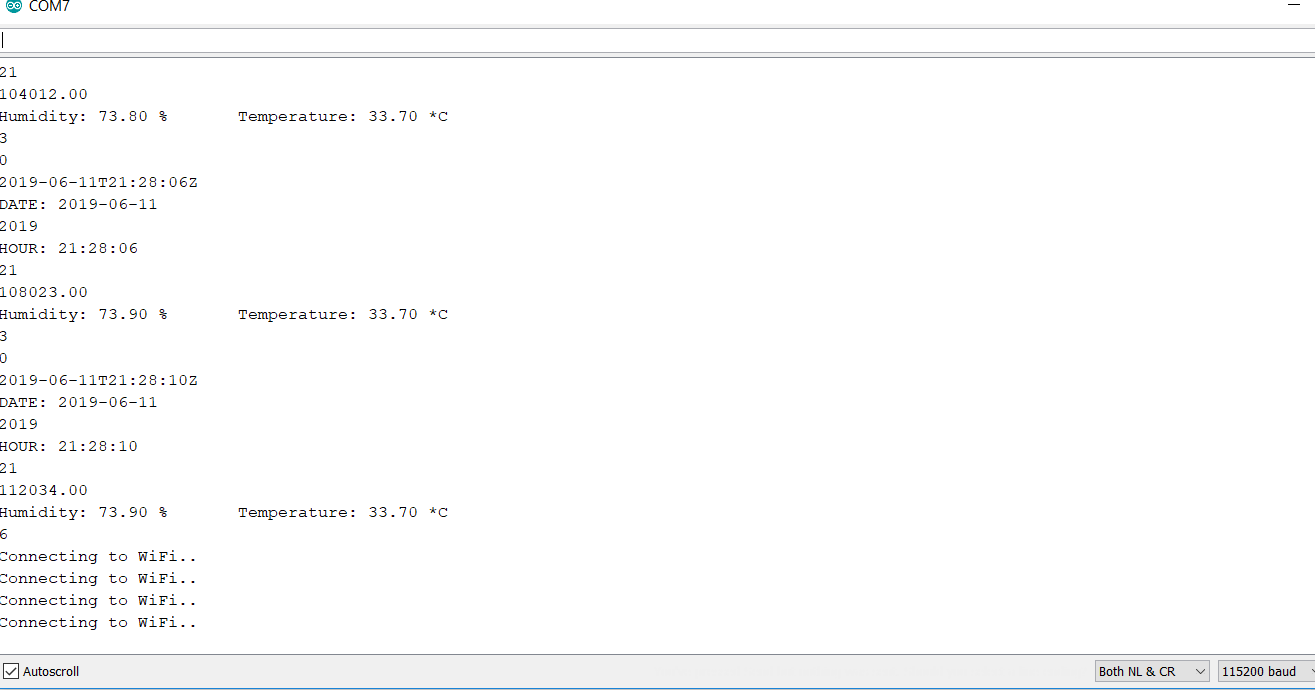 COM7
21
104012.00
Humidity: 73.80 %	Temperature: 33.70 *C
3
0
2019-06-11T21:28:06Z
DATE: 2019-06-11
2019
HOUR: 21:28:06
21
108023.00
Humidity: 73.90 %	Temperature: 33.70 *C
3
0
2019-06-11T21:28:10Z
DATE: 2019-06-11
2019
HOUR: 21:28:10
21
112034.00
Humidity: 73.90 %	Temperature: 33.70 *C
6
Connecting to WiFi..
Connecting to WiFi..
Connecting to WiFi..
Connecting to WiFi..
Autoscroll	Both NL & CR	115200 baud